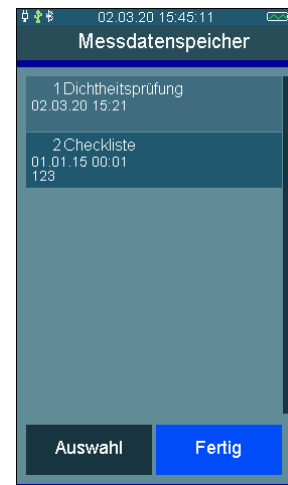 02.03.20 15:45:11
Messdatenspeicher
1 Dichtheitsprüfung
02.03.20 15:21
2 Checkliste
01.01.15 00:01
123
Auswahl
Fertig